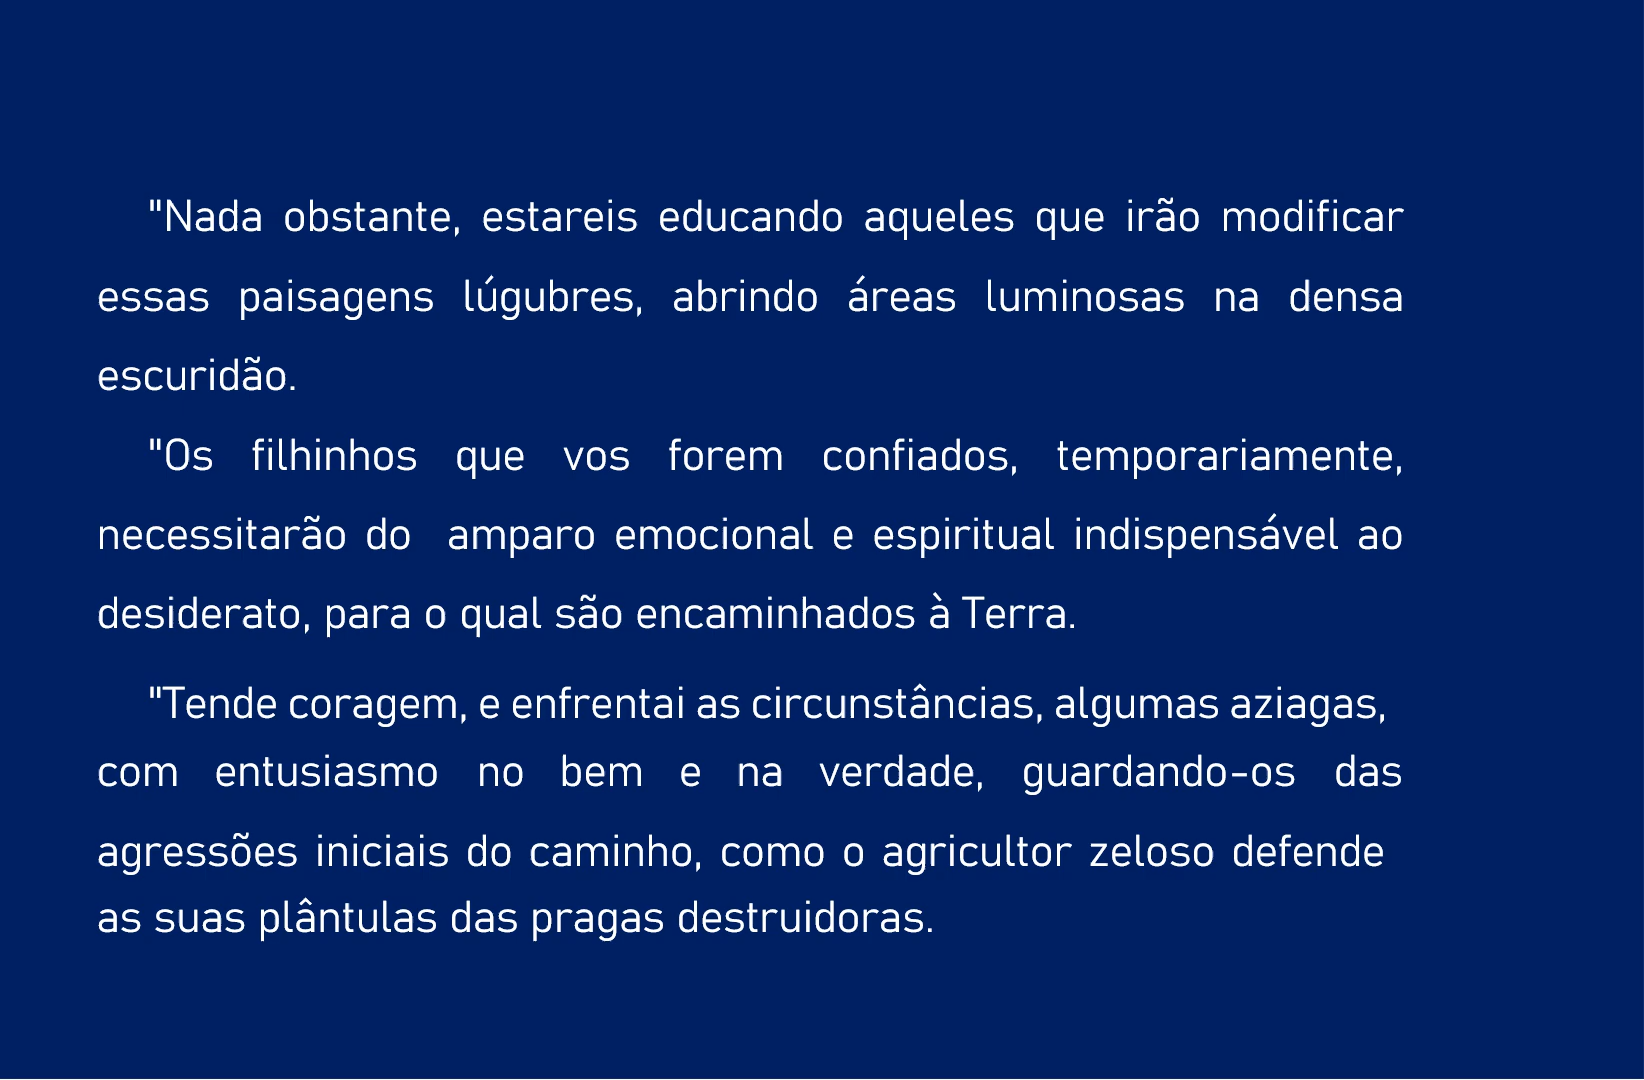 "Nada obstante, estareis educando aqueles que irão modificar
essas paisagens lúgubres, abrindo áreas luminosas na densa
escuridão.
"Os filhinhos que vos forem confiados, temporariamente,
necessitarão do amparo emocional e espiritual indispensável ao
desiderato, para o qual são encaminhados à Terra.
"Tende coragem, e enfrentai as circunstâncias, algumas aziagas,
com entusiasmo no bem e na verdade, guardando-os das
agressões iniciais do caminho, como o agricultor zeloso defende
as suas plântulas das pragas destruidoras.